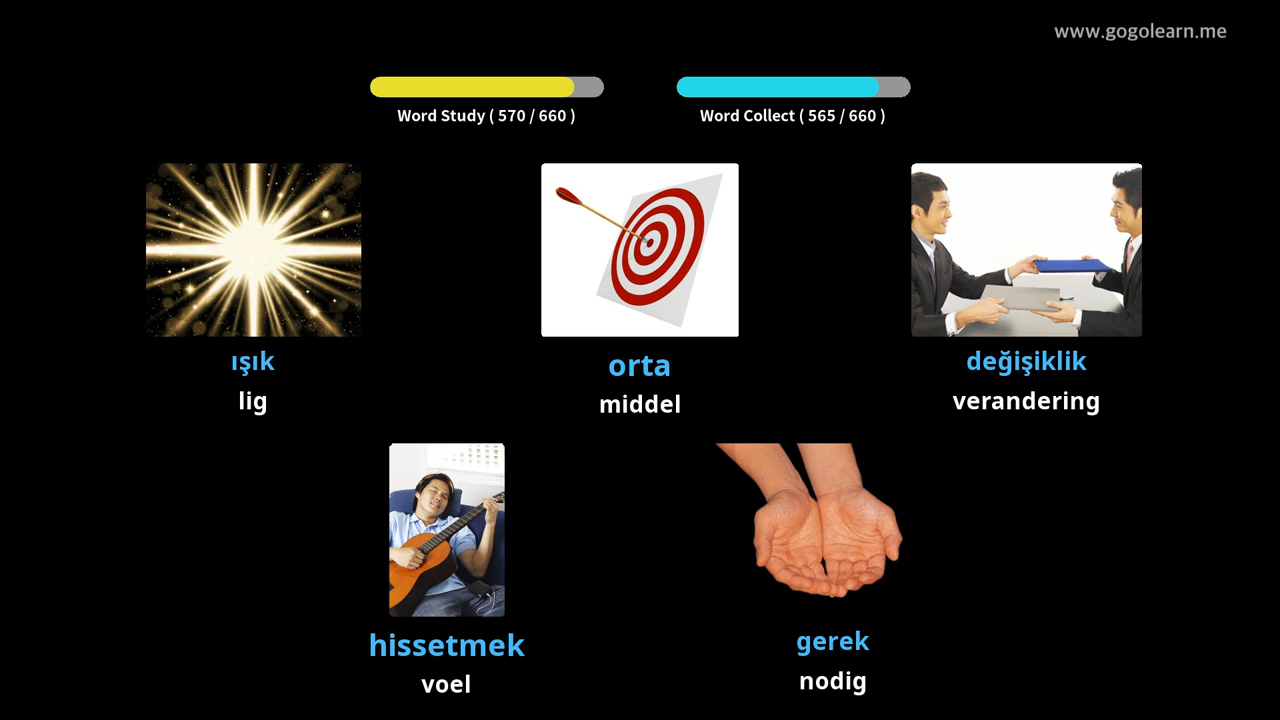 www.gogolearn.me
Word Study ( 570 / 660 )
Word Collect ( 565 / 660 )
ışık
lig
orta
middel
değişiklik
verandering
hissetmek
voel
gerek
nodig